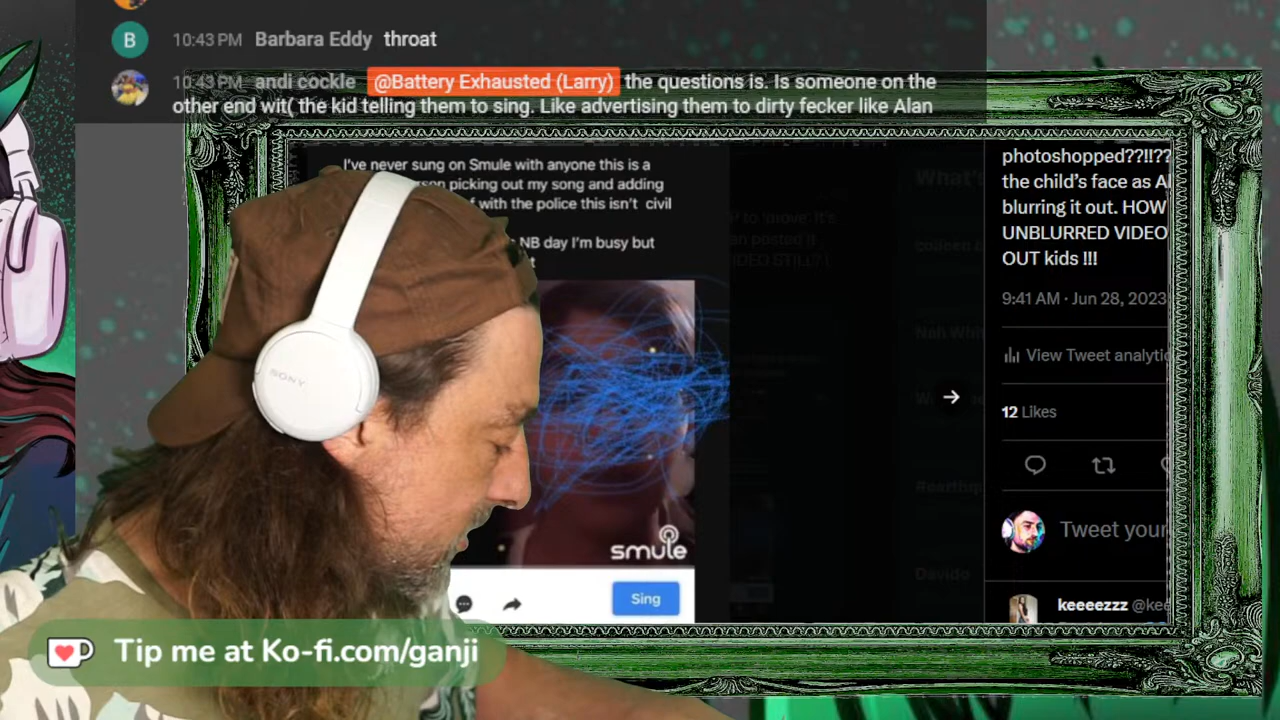 B
10:43 PM Barbara Eddy throat
10:43 PM andi cockle @Battery Exhausted (Larry) the questions is. Is someone on the
other end wit( the kid telling them to sing. Like advertising them to dirty fecker like Alan
I've never sung on Smule with anyone this is a
picking out my song and adding
with the police this isn't civil
NB day I'm busy but
smule
Sing
photoshopped??!!??
the child's face as Al
blurring it out. HOW
UNBLURRED VIDEO
OUT kids !!!
9:41 AM · Jun 28, 2023
View Tweet analytic
12 Likes
Tweet your
keeeezzz @kee
SONY
Tip me at Ko-fi.com/ganji